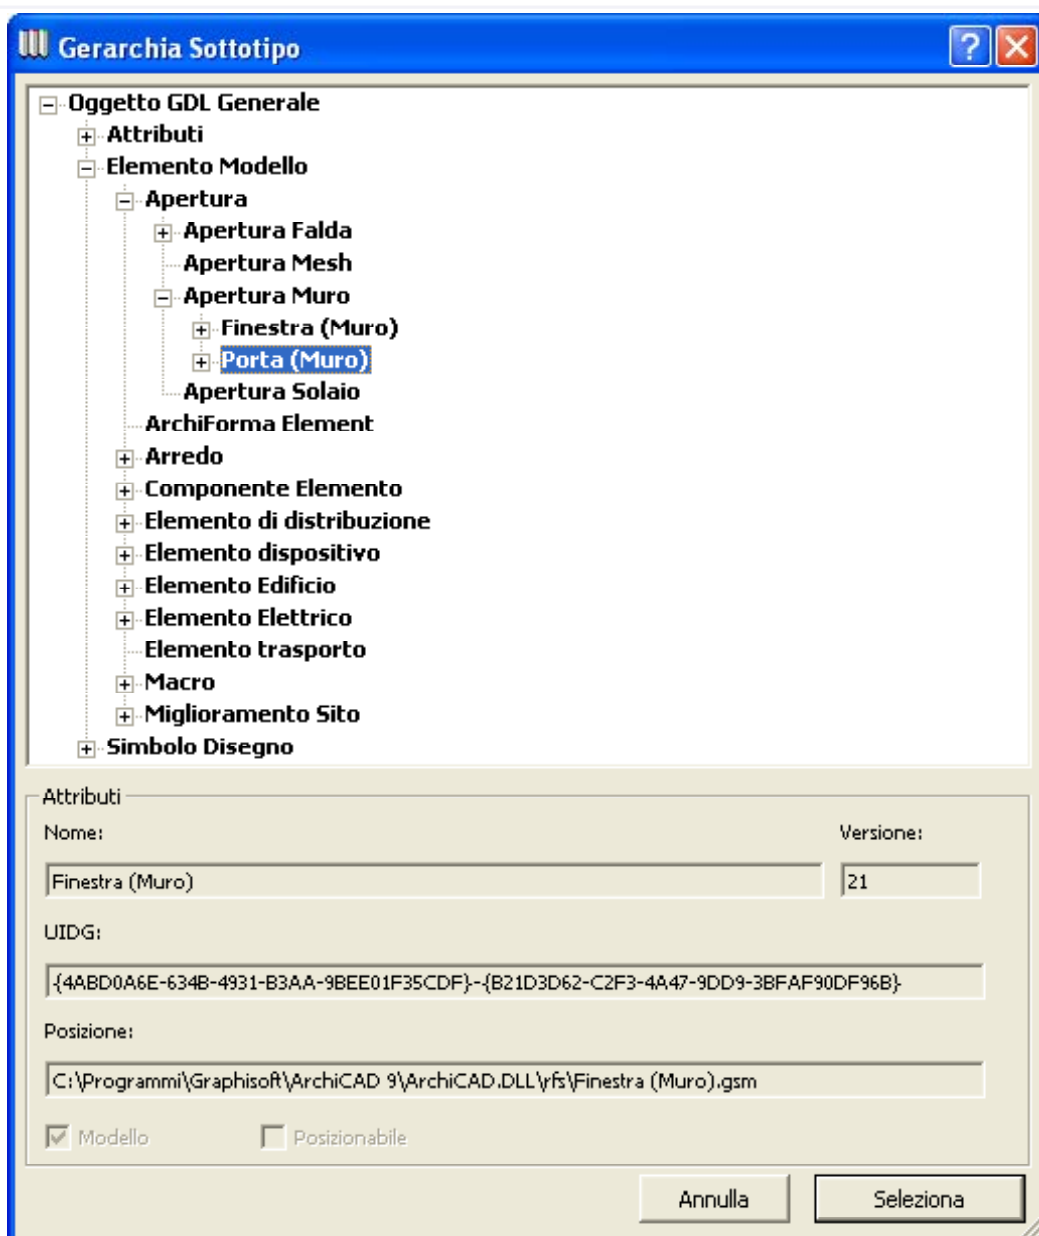 Gerarchia Sottotipo
Oggetto GDL Generale
Attributi
Elemento Modello
Apertura
Apertura Falda
Apertura Mesh
Apertura Muro
Finestra (Muro)
Porta (Muro)
Apertura Solaio
ArchiForma Element
Arredo
Componente Elemento
Elemento di distribuzione
Elemento dispositivo
Elemento Edificio
Elemento Elettrico
Elemento trasporto
Macro
Miglioramento Sito
Simbolo Disegno
Attributi
Nome: Versione:
Finestra (Muro) 21
UIDG:
{4ABD0A6E-634B-4931-B3AA-9BEE01F35CDF}-{B21D3D62-C2F3-4A47-9DD9-3BFAF90DF96B}
Posizione:
C:\Programmi\Graphisoft\ArchiCAD 9\ArchiCAD.DLL\rfs\Finestra (Muro).gsm
Modello Posizionabile
Annulla Seleziona